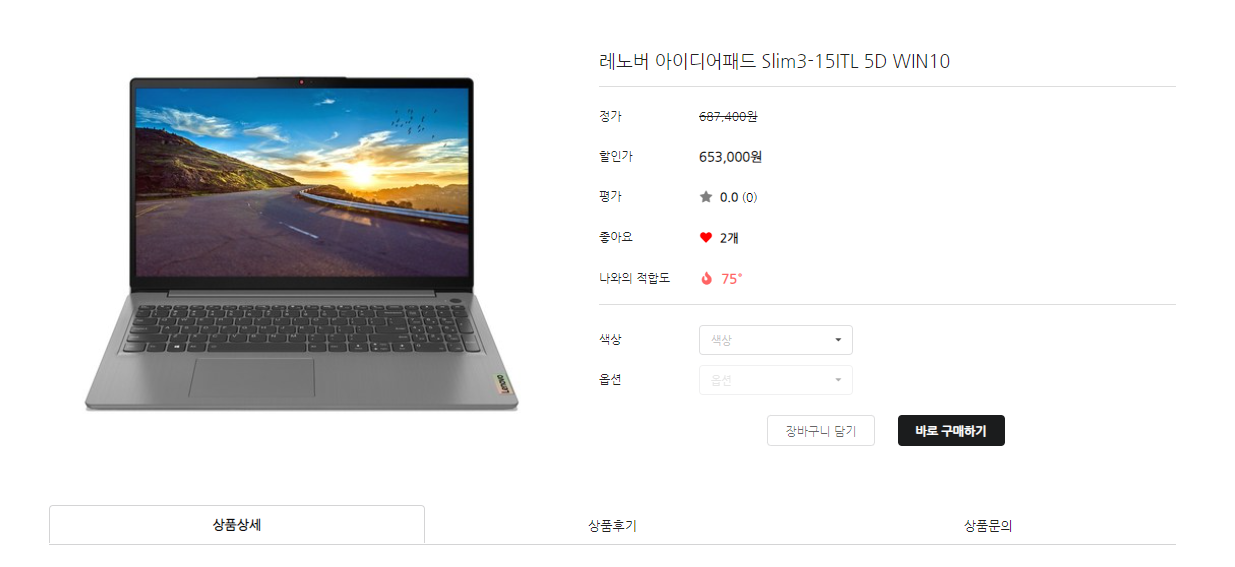 레노버 아이디어패드 Slim3-15ITL 5D WIN10
정가 687,400원
할인가 653,000원
평가 0.0 (0)
좋아요 2개
나와의 적합도 75°
색상 색상
옵션 옵션
장바구니 담기 바로 구매하기
Lenovo
상품상세 상품후기 상품문의